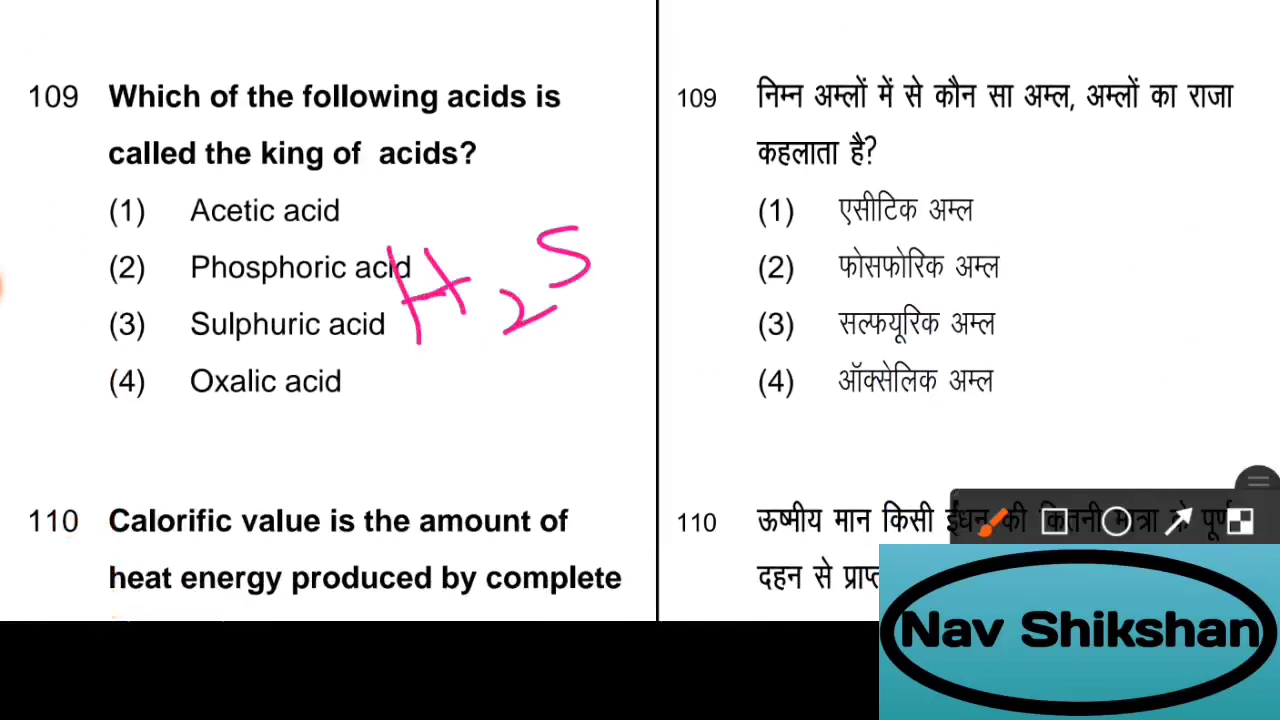 109 Which of the following acids is
called the king of acids?
(1) Acetic acid
(2) Phosphoric acid
(3) Sulphuric acid
(4) Oxalic acid
H2S
110 Calorific value is the amount of
heat energy produced by complete
109 निम्न अम्लों में से कौन सा अम्ल, अम्लों का राजा
कहलाता है?
(1) एसीटिक अम्ल
(2) फोसफोरिक अम्ल
(3) सल्फयूरिक अम्ल
(4) ऑक्सेलिक अम्ल
110 ऊष्मीय मान किसी ईंधन की कितनी मात्रा के पूर्ण
दहन से प्राप्त
Nav Shikshan